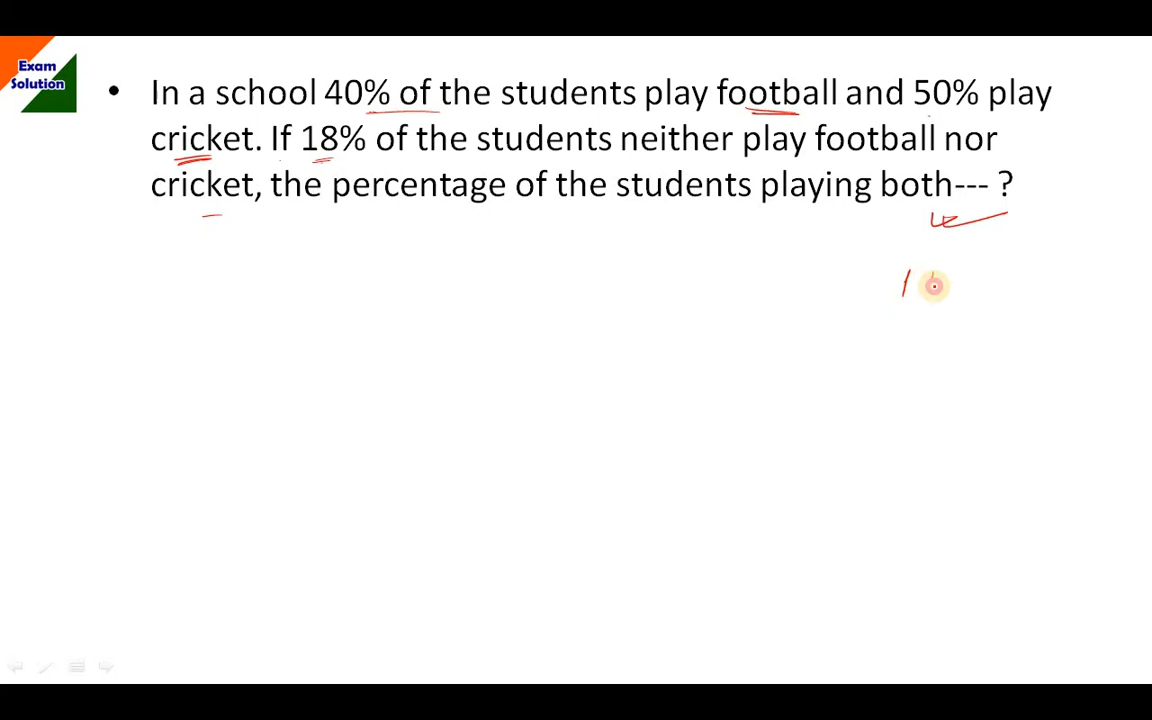 Exam
Solution
• In a school 40% of the students play football and 50% play
cricket. If 18% of the students neither play football nor
cricket, the percentage of the students playing both--- ?